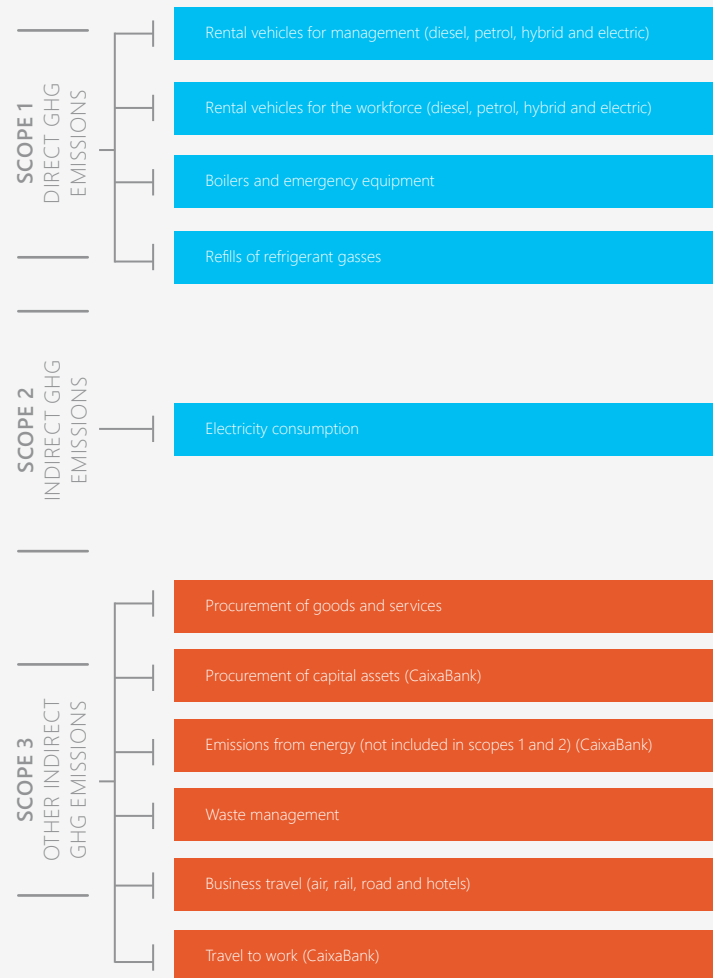 SCOPE 1
DIRECT GHG
EMISSIONS
Rental vehicles for management (diesel, petrol, hybrid and electric)
Rental vehicles for the workforce (diesel, petrol, hybrid and electric)
Boilers and emergency equipment
Refills of refrigerant gasses
SCOPE 2
INDIRECT GHG
EMISSIONS
Electricity consumption
SCOPE 3
OTHER INDIRECT
GHG EMISSIONS
Procurement of goods and services
Procurement of capital assets (CaixaBank)
Emissions from energy (not included in scopes 1 and 2) (CaixaBank)
Waste management
Business travel (air, rail, road and hotels)
Travel to work (CaixaBank)